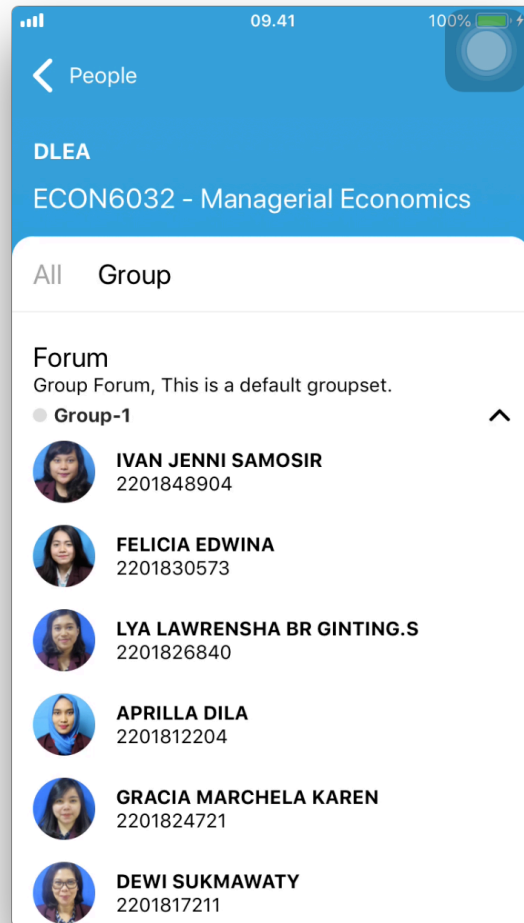 09.41
100%
People
DLEA
ECON6032 - Managerial Economics
All Group
Forum
Group Forum, This is a default groupset.
Group-1
IVAN JENNI SAMOSIR
2201848904
FELICIA EDWINA
2201830573
LYA LAWRENSHA BR GINTING.S
2201826840
APRILLA DILA
2201812204
GRACIA MARCHELA KAREN
2201824721
DEWI SUKMAWATY
2201817211